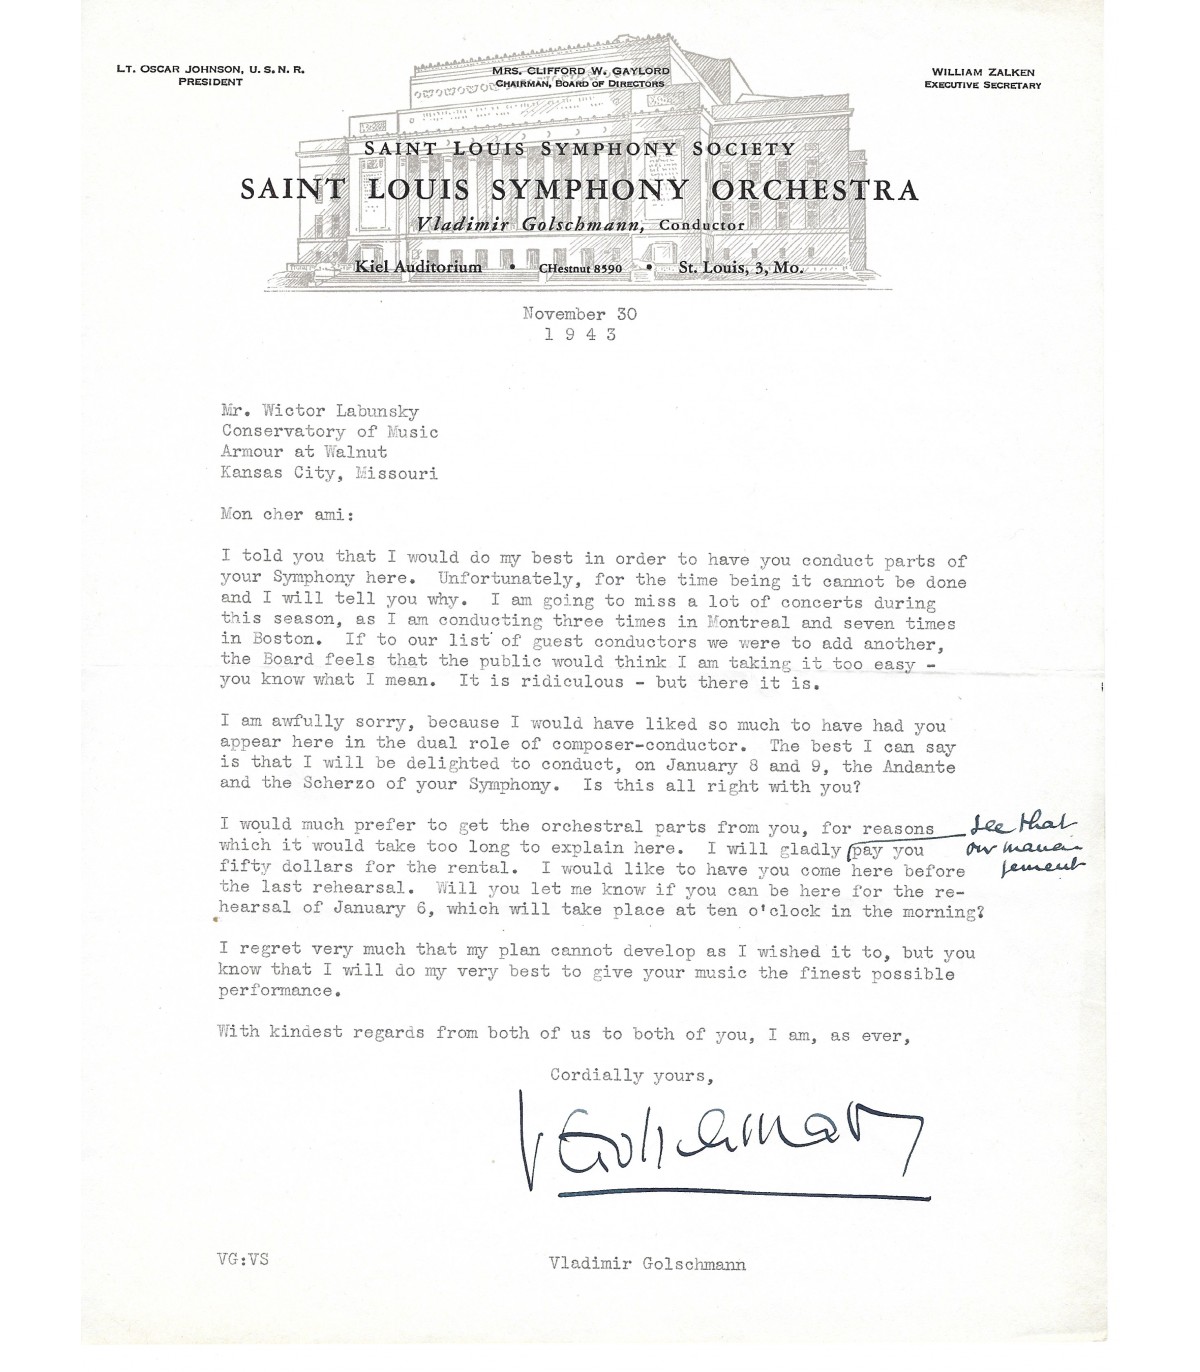 LT. OSCAR JOHNSON, U. S. N. R.
PRESIDENT
MRS. CLIFFORD W. GAYLORD
CHAIRMAN, BOARD OF DIRECTORS
WILLIAM ZALKEN
EXECUTIVE SECRETARY
SAINT LOUIS SYMPHONY SOCIETY
SAINT LOUIS SYMPHONY ORCHESTRA
Vladimir Golschmann, Conductor
Kiel Auditorium • CHestnut 8590 • St. Louis, 3, Mo.
November 30
1 9 4 3
Mr. Wictor Labunsky
Conservatory of Music
Armour at Walnut
Kansas City, Missouri
Mon cher ami:
I told you that I would do my best in order to have you conduct parts of
your Symphony here. Unfortunately, for the time being it cannot be done
and I will tell you why. I am going to miss a lot of concerts during
this season, as I am conducting three times in Montreal and seven times
in Boston. If to our list of guest conductors we were to add another,
the Board feels that the public would think I am taking it too easy -
you know what I mean. It is ridiculous - but there it is.
I am awfully sorry, because I would have liked so much to have had you
appear here in the dual role of composer-conductor. The best I can say
is that I will be delighted to conduct, on January 8 and 9, the Andante
and the Scherzo of your Symphony. Is this all right with you?
I would much prefer to get the orchestral parts from you, for reasons
which it would take too long to explain here. I will gladly pay you
fifty dollars for the rental. I would like to have you come here before
the last rehearsal. Will you let me know if you can be here for the re-
hearsal of January 6, which will take place at ten o'clock in the morning?
see that
our mana-
gement
I regret very much that my plan cannot develop as I wished it to, but you
know that I will do my very best to give your music the finest possible
performance.
With kindest regards from both of us to both of you, I am, as ever,
Cordially yours,
V Golschmann
VG:VS
Vladimir Golschmann